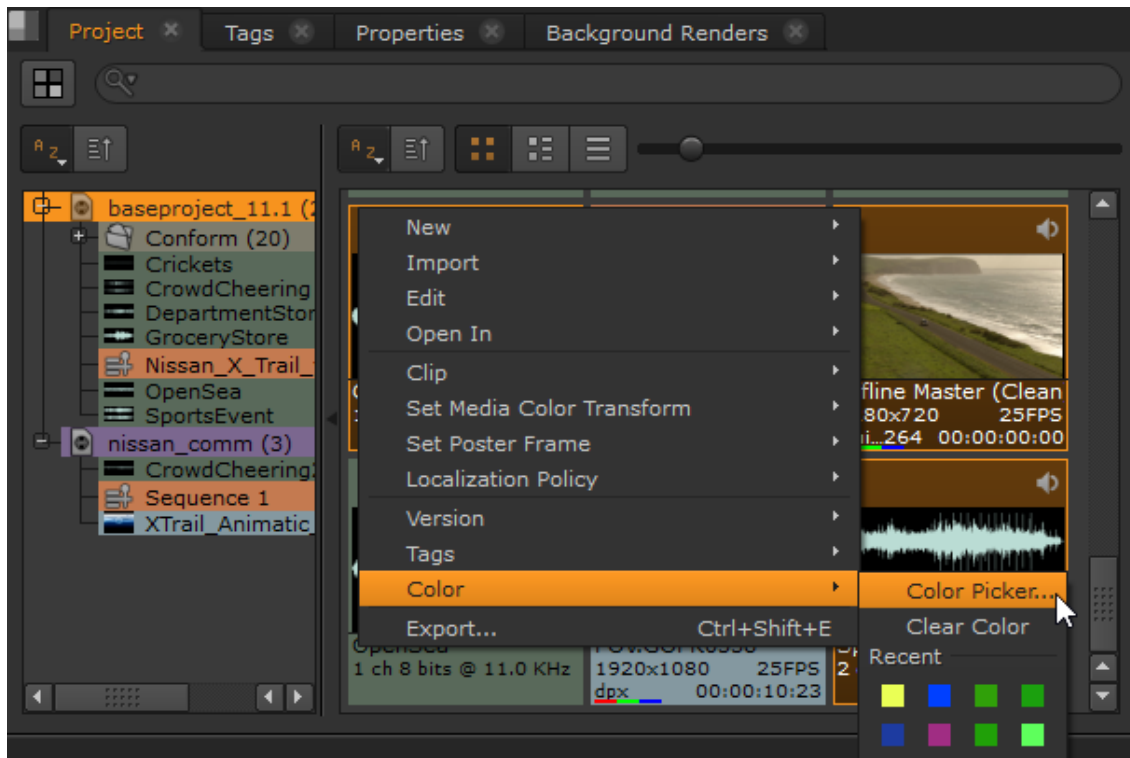 Project Tags Properties Background Renders
A Z A Z
baseproject_11.1 (2
Conform (20)
Crickets
CrowdCheering
DepartmentStor
GroceryStore
Nissan_X_Trail_
OpenSea
SportsEvent
nissan_comm (3)
CrowdCheering2
Sequence 1
XTrail_Animatic_
New
Import
Edit
Open In
Clip
Set Media Color Transform
Set Poster Frame
Localization Policy
Version
Tags
Color
Export... Ctrl+Shift+E
fline Master (Clean
80x720 25FPS
i...264 00:00:00:00
Color Picker...
Clear Color
Recent
OpenSea
1 ch 8 bits @ 11.0 KHz
1920x1080 25FPS
dpx 00:00:10:23
2